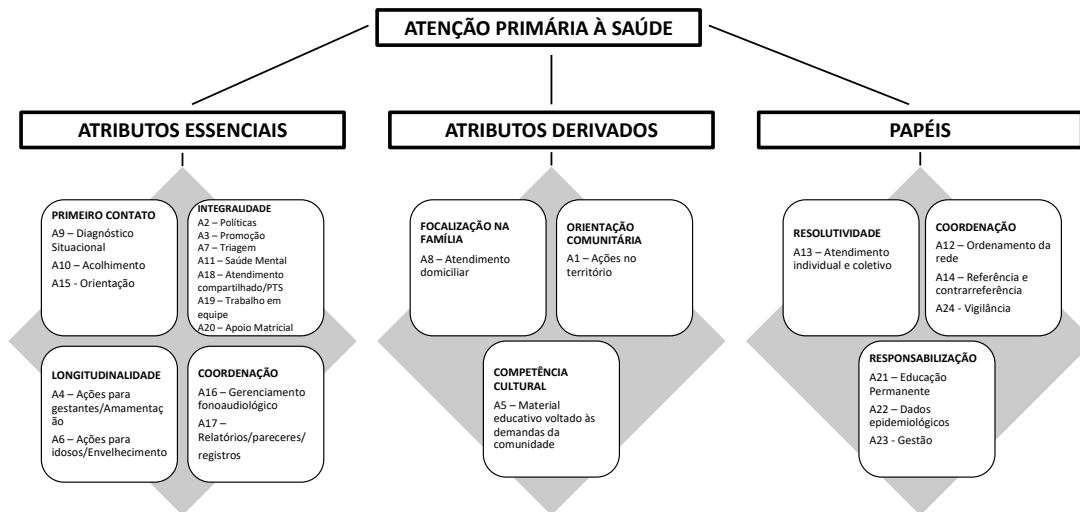 ATENÇÃO PRIMÁRIA À SAÚDE
ATRIBUTOS ESSENCIAIS
PRIMEIRO CONTATO
A9 – Diagnóstico
Situacional
A10 – Acolhimento
A15 - Orientação
INTEGRALIDADE
A2 – Políticas
A3 – Promoção
A7 – Triagem
A11 – Saúde Mental
A18 – Atendimento
compartilhado/PTS
A19 – Trabalho em
equipe
A20 – Apoio Matricial
LONGITUDINALIDADE
A4 – Ações para
gestantes/Amamentaç
ão
A6 – Ações para
idosos/Envelhecimento
COORDENAÇÃO
A16 – Gerenciamento
fonoaudiológico
A17 –
Relatórios/pareceres/
registros
ATRIBUTOS DERIVADOS
FOCALIZAÇÃO NA
FAMÍLIA
A8 – Atendimento
domiciliar
ORIENTAÇÃO
COMUNITÁRIA
A1 – Ações no
território
COMPETÊNCIA
CULTURAL
A5 – Material
educativo voltado às
demandas da
comunidade
PAPÉIS
RESOLUTIVIDADE
A13 – Atendimento
individual e coletivo
COORDENAÇÃO
A12 – Ordenamento da
rede
A14 – Referência e
contrarreferência
A24 - Vigilância
RESPONSABILIZAÇÃO
A21 – Educação
Permanente
A22 – Dados
epidemiológicos
A23 - Gestão